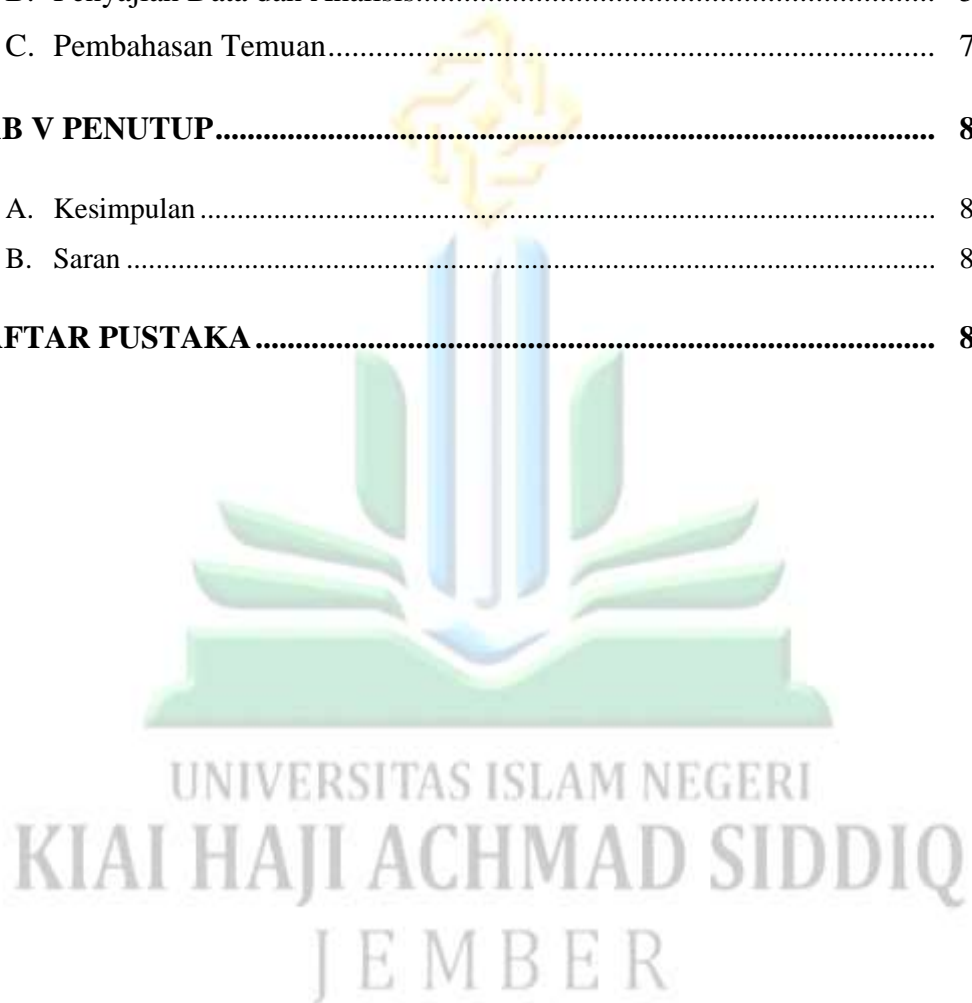 C. Pembahasan Temuan........ 7
B V PENUTUP........ 8
A. Kesimpulan........ 8
B. Saran........ 8
FTAR PUSTAKA........ 8
UNIVERSITAS ISLAM NEGERI
KIAI HAJI ACHMAD SIDDIQ
JEMBER